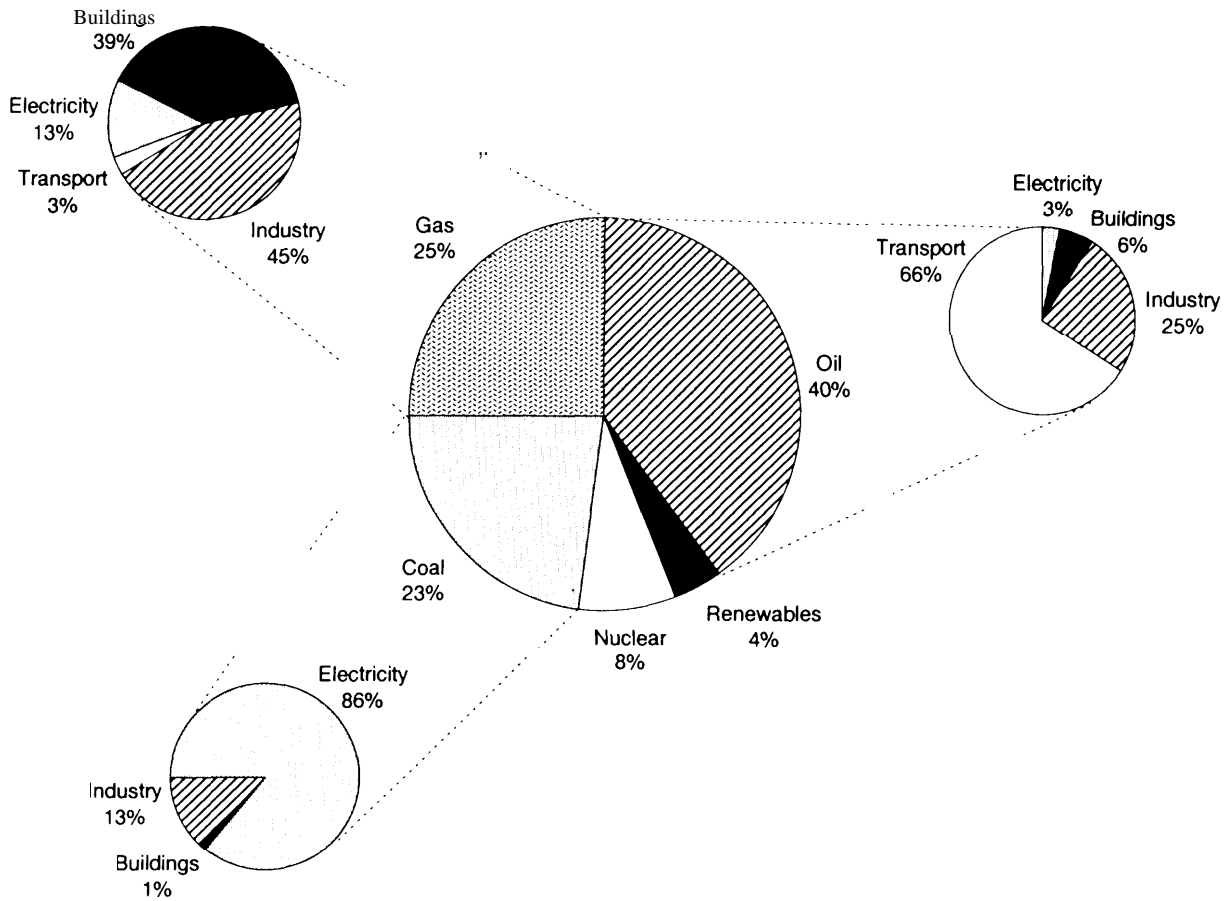 Buildinas
39%
Electricity
13%
Transport
3%
Industry
45%
Gas
25%
Oil
40%
Renewables
4%
Nuclear
8%
Coal
23%
Electricity
3%
Buildings
6%
Transport
66%
Industry
25%
Electricity
86%
Industry
13%
Buildings
1%